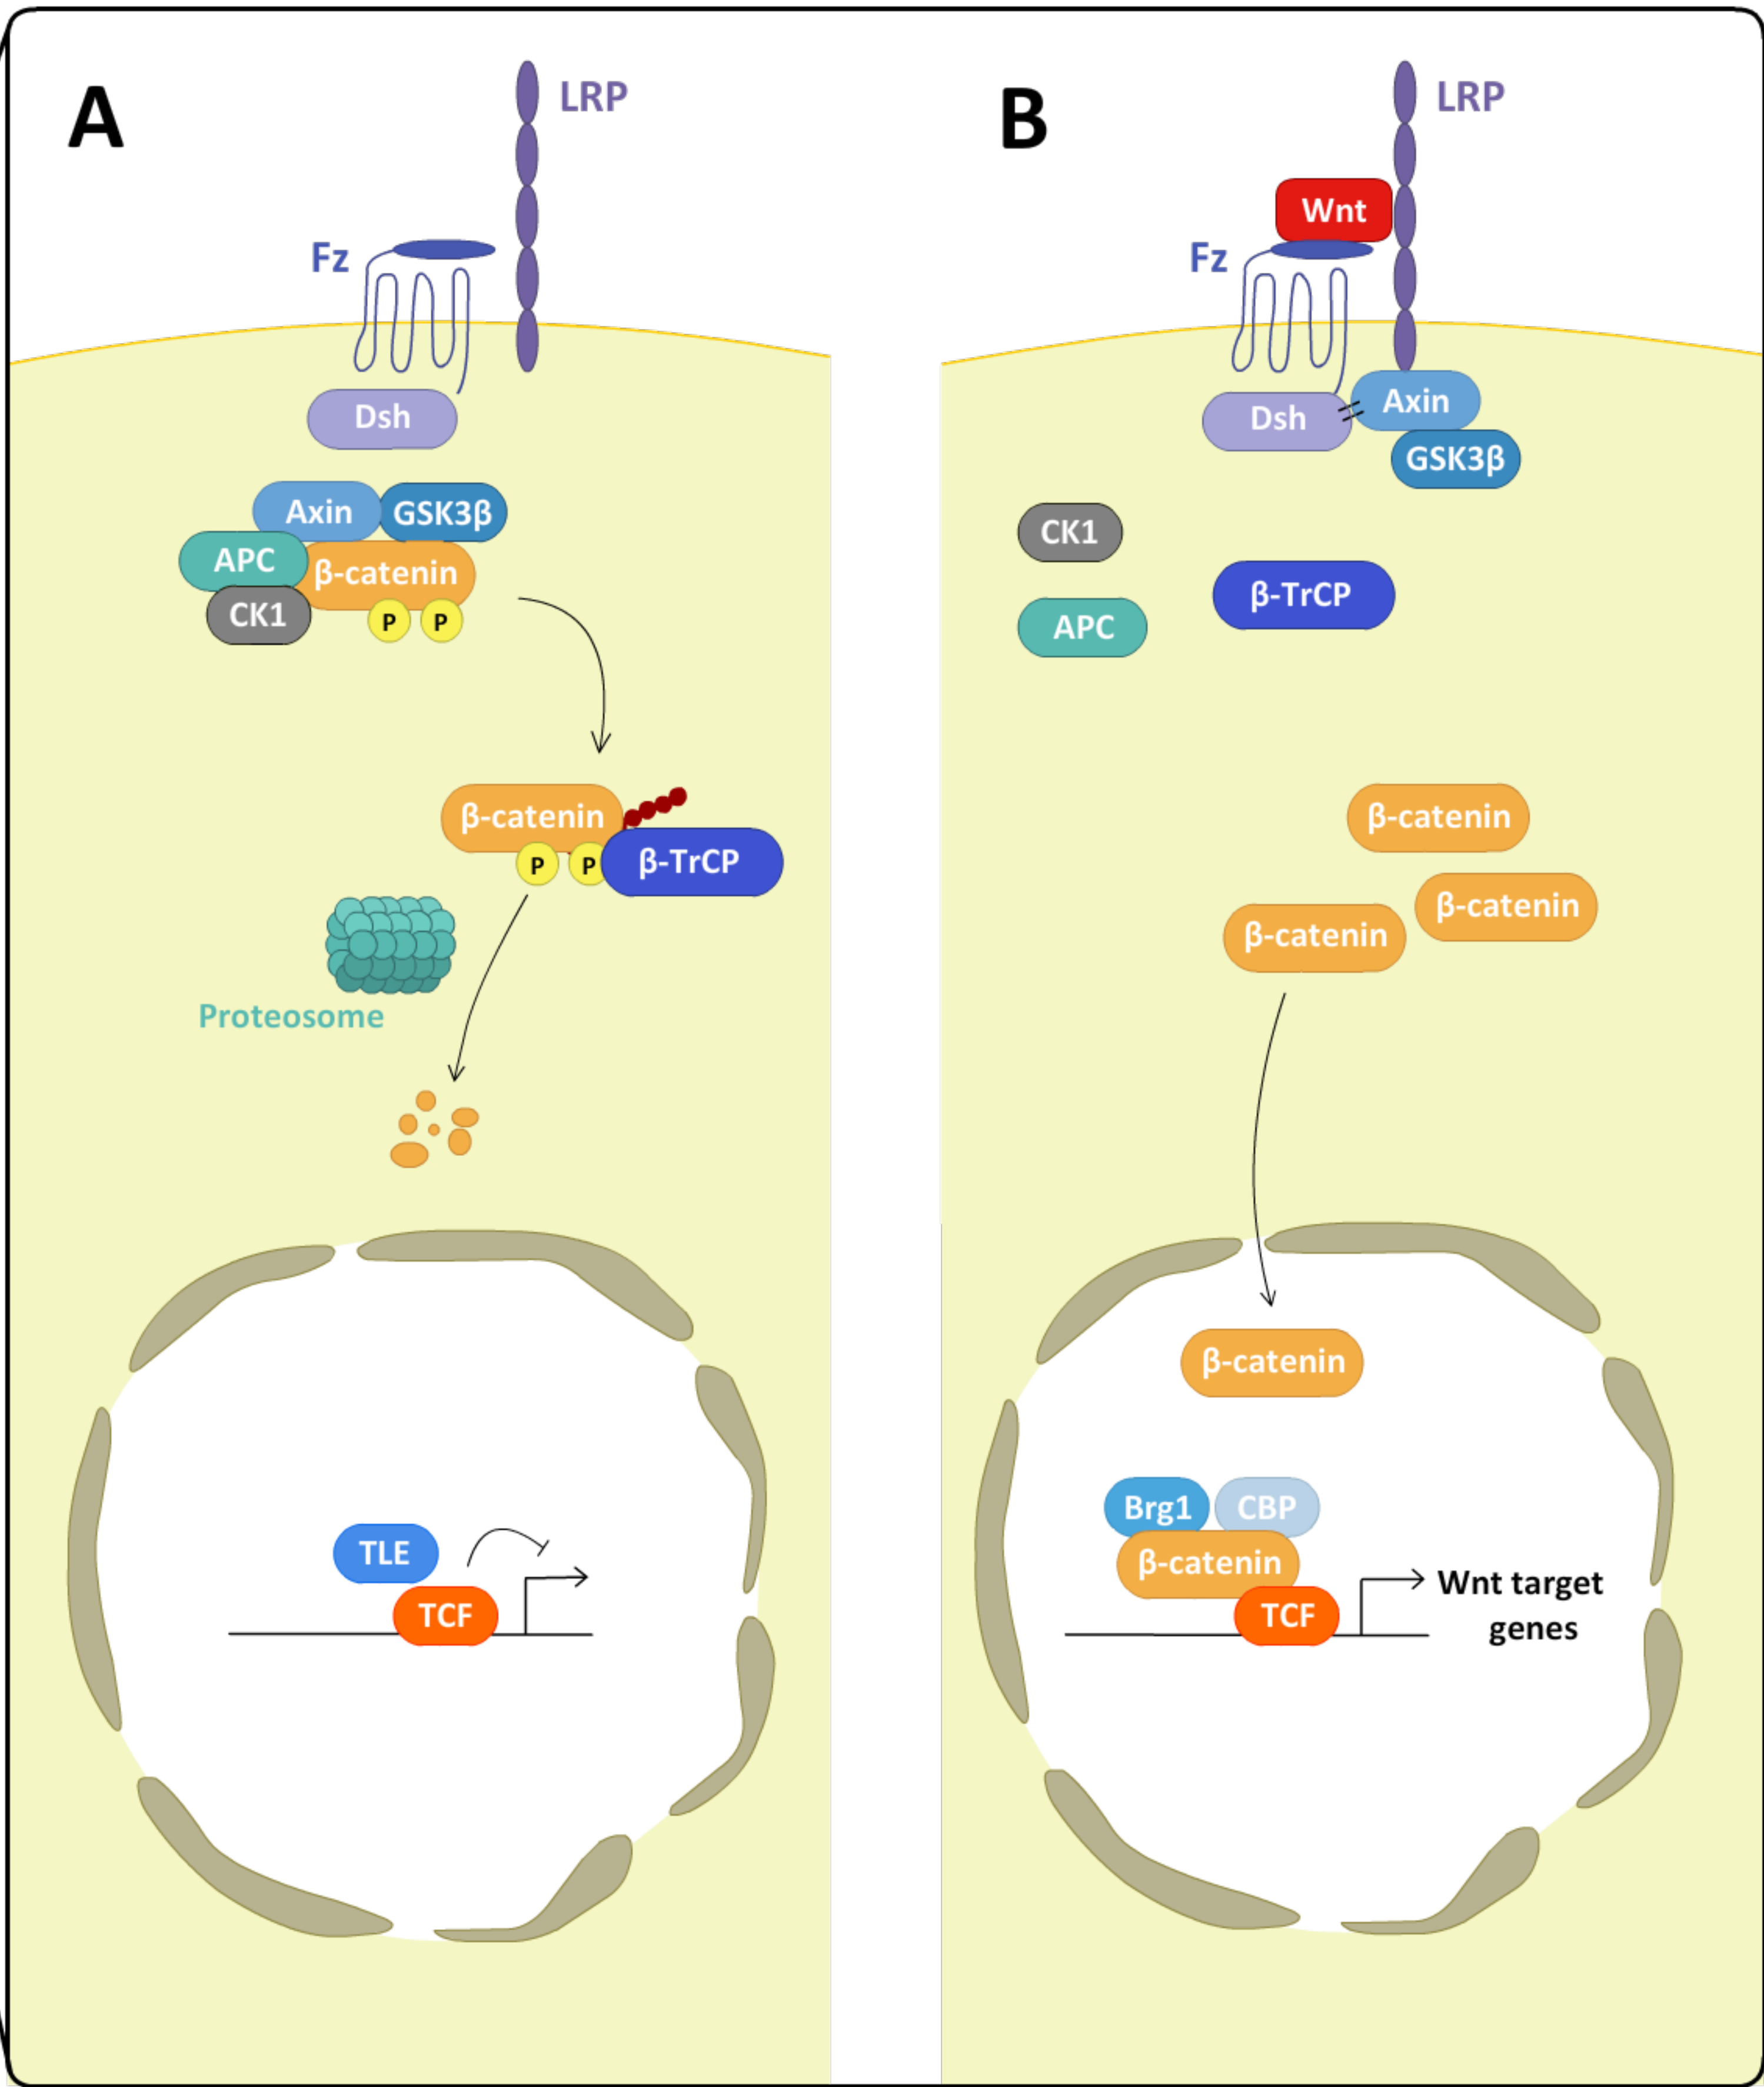 A
LRP
Fz
Dsh
Axin
GSK3β
APC
β-catenin
CK1
P
P
β-catenin
P
P
β-TrCP
Proteosome
TLE
TCF
B
LRP
Wnt
Fz
Dsh
Axin
GSK3β
CK1
β-TrCP
APC
β-catenin
β-catenin
β-catenin
β-catenin
Brg1
CBP
β-catenin
TCF
Wnt target
genes